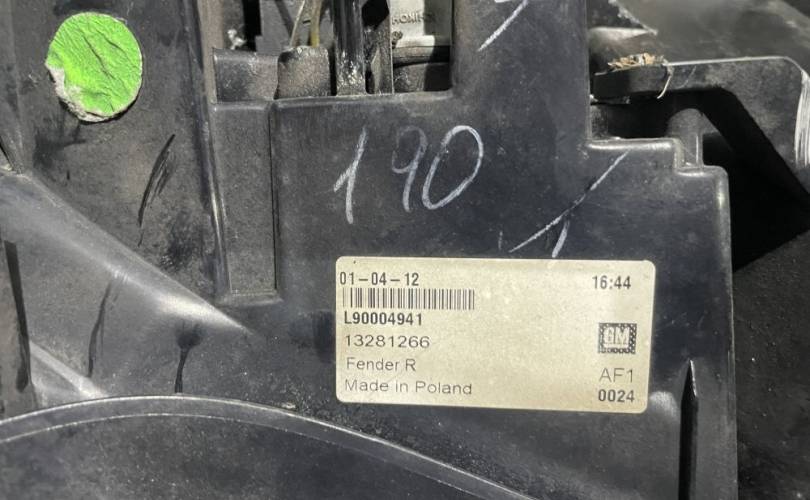 190
01-04-12 16:44
L90004941
13281266
GM
Fender R
AF1
Made in Poland
0024